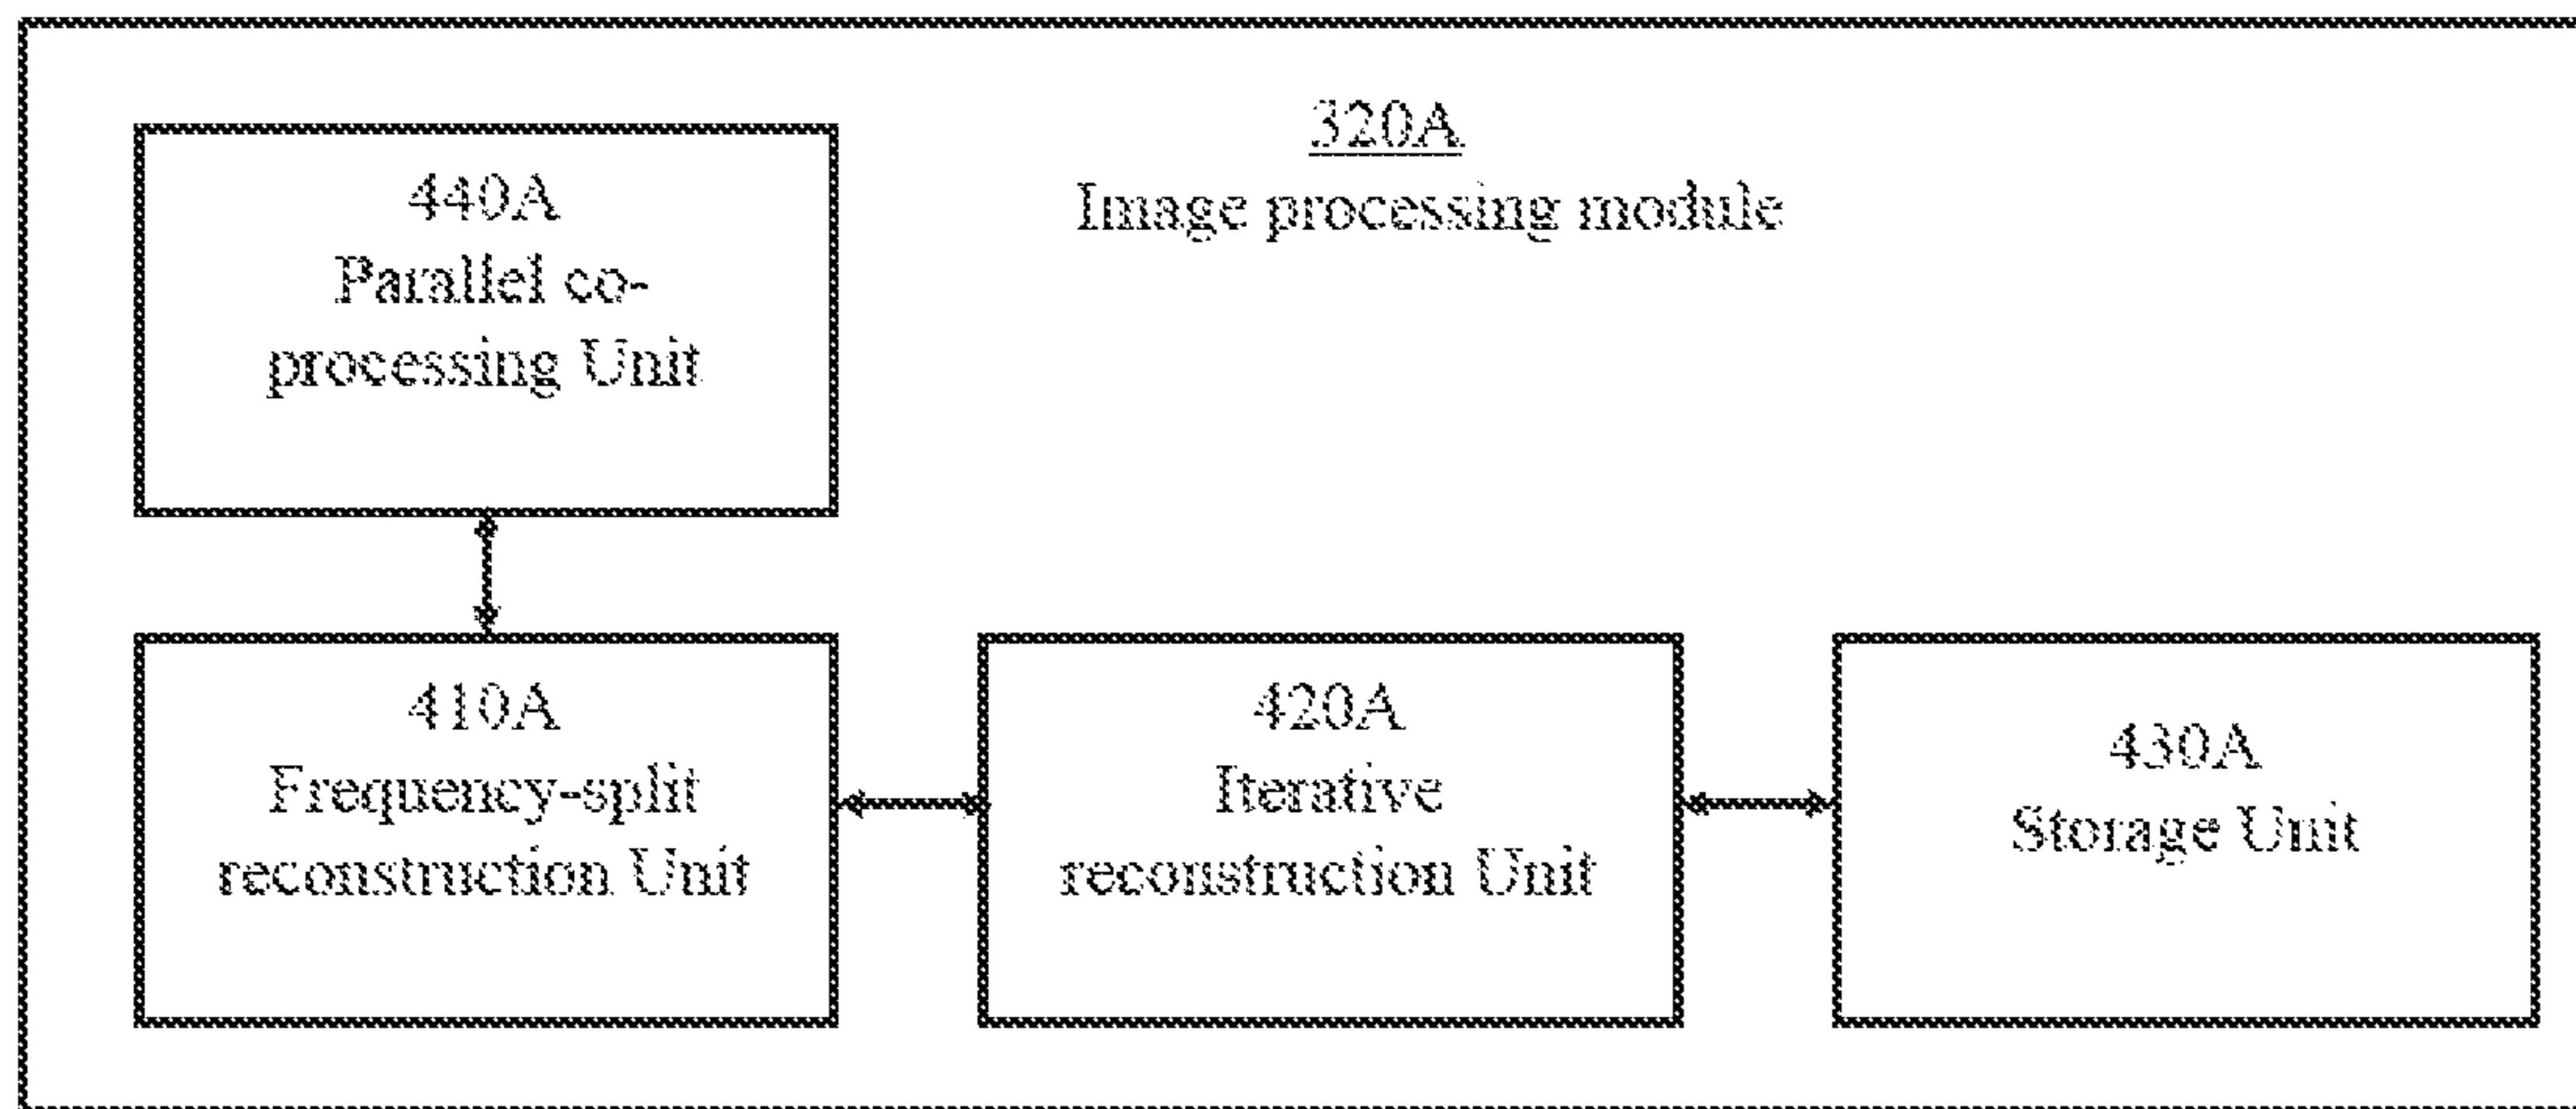 320A
Image processing module
440A
Parallel co-
processing Unit
410A
Frequency-split
reconstruction Unit
420A
Iterative
reconstruction Unit
430A
Storage Unit